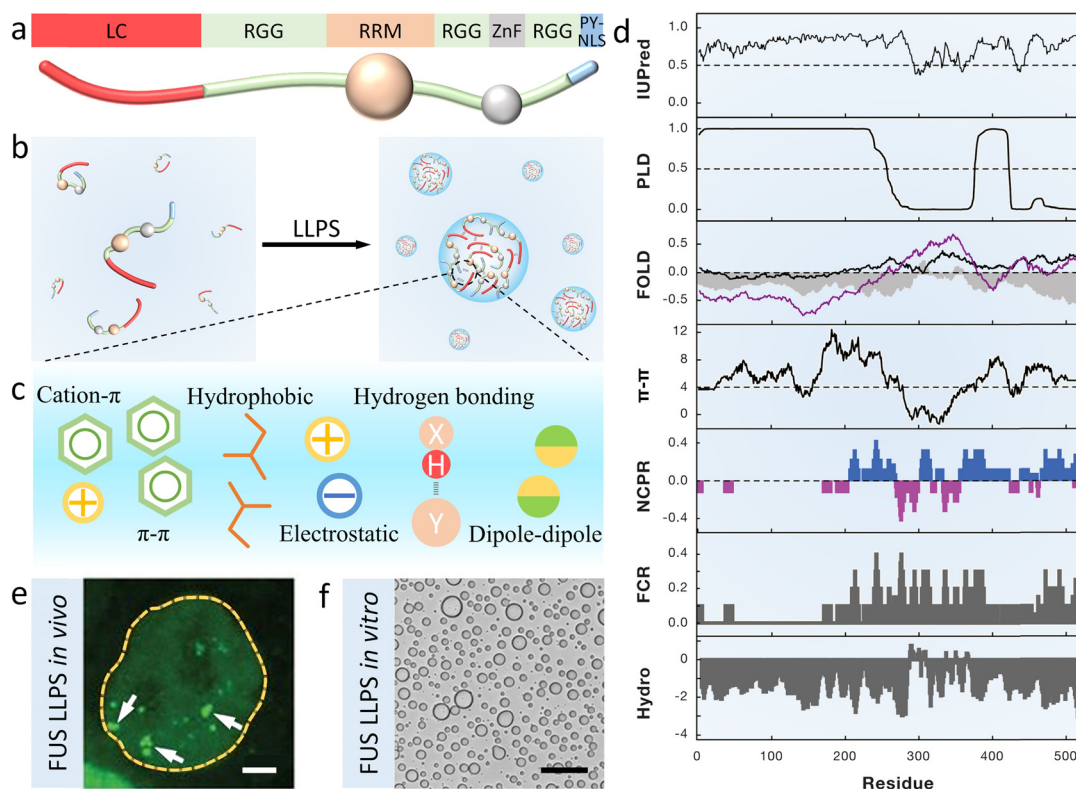 a
LC RGG RRM RGG ZnF RGG PY-
NLS
b
LLPS
c
Cation-π Hydrophobic Hydrogen bonding
X
H
Y
π-π Electrostatic Dipole-dipole
e
FUS LLPS in vivo
f
FUS LLPS in vitro
d
IUPred
1.0
0.5
0.0
PLD
1.0
0.5
0.0
FOLD
0.5
0.0
-0.5
π-π
12
8
4
0
NCPR
0.4
0.0
-0.4
FCR
0.4
0.2
0.0
Hydro
0
-2
-4
0 100 200 300 400 500
Residue